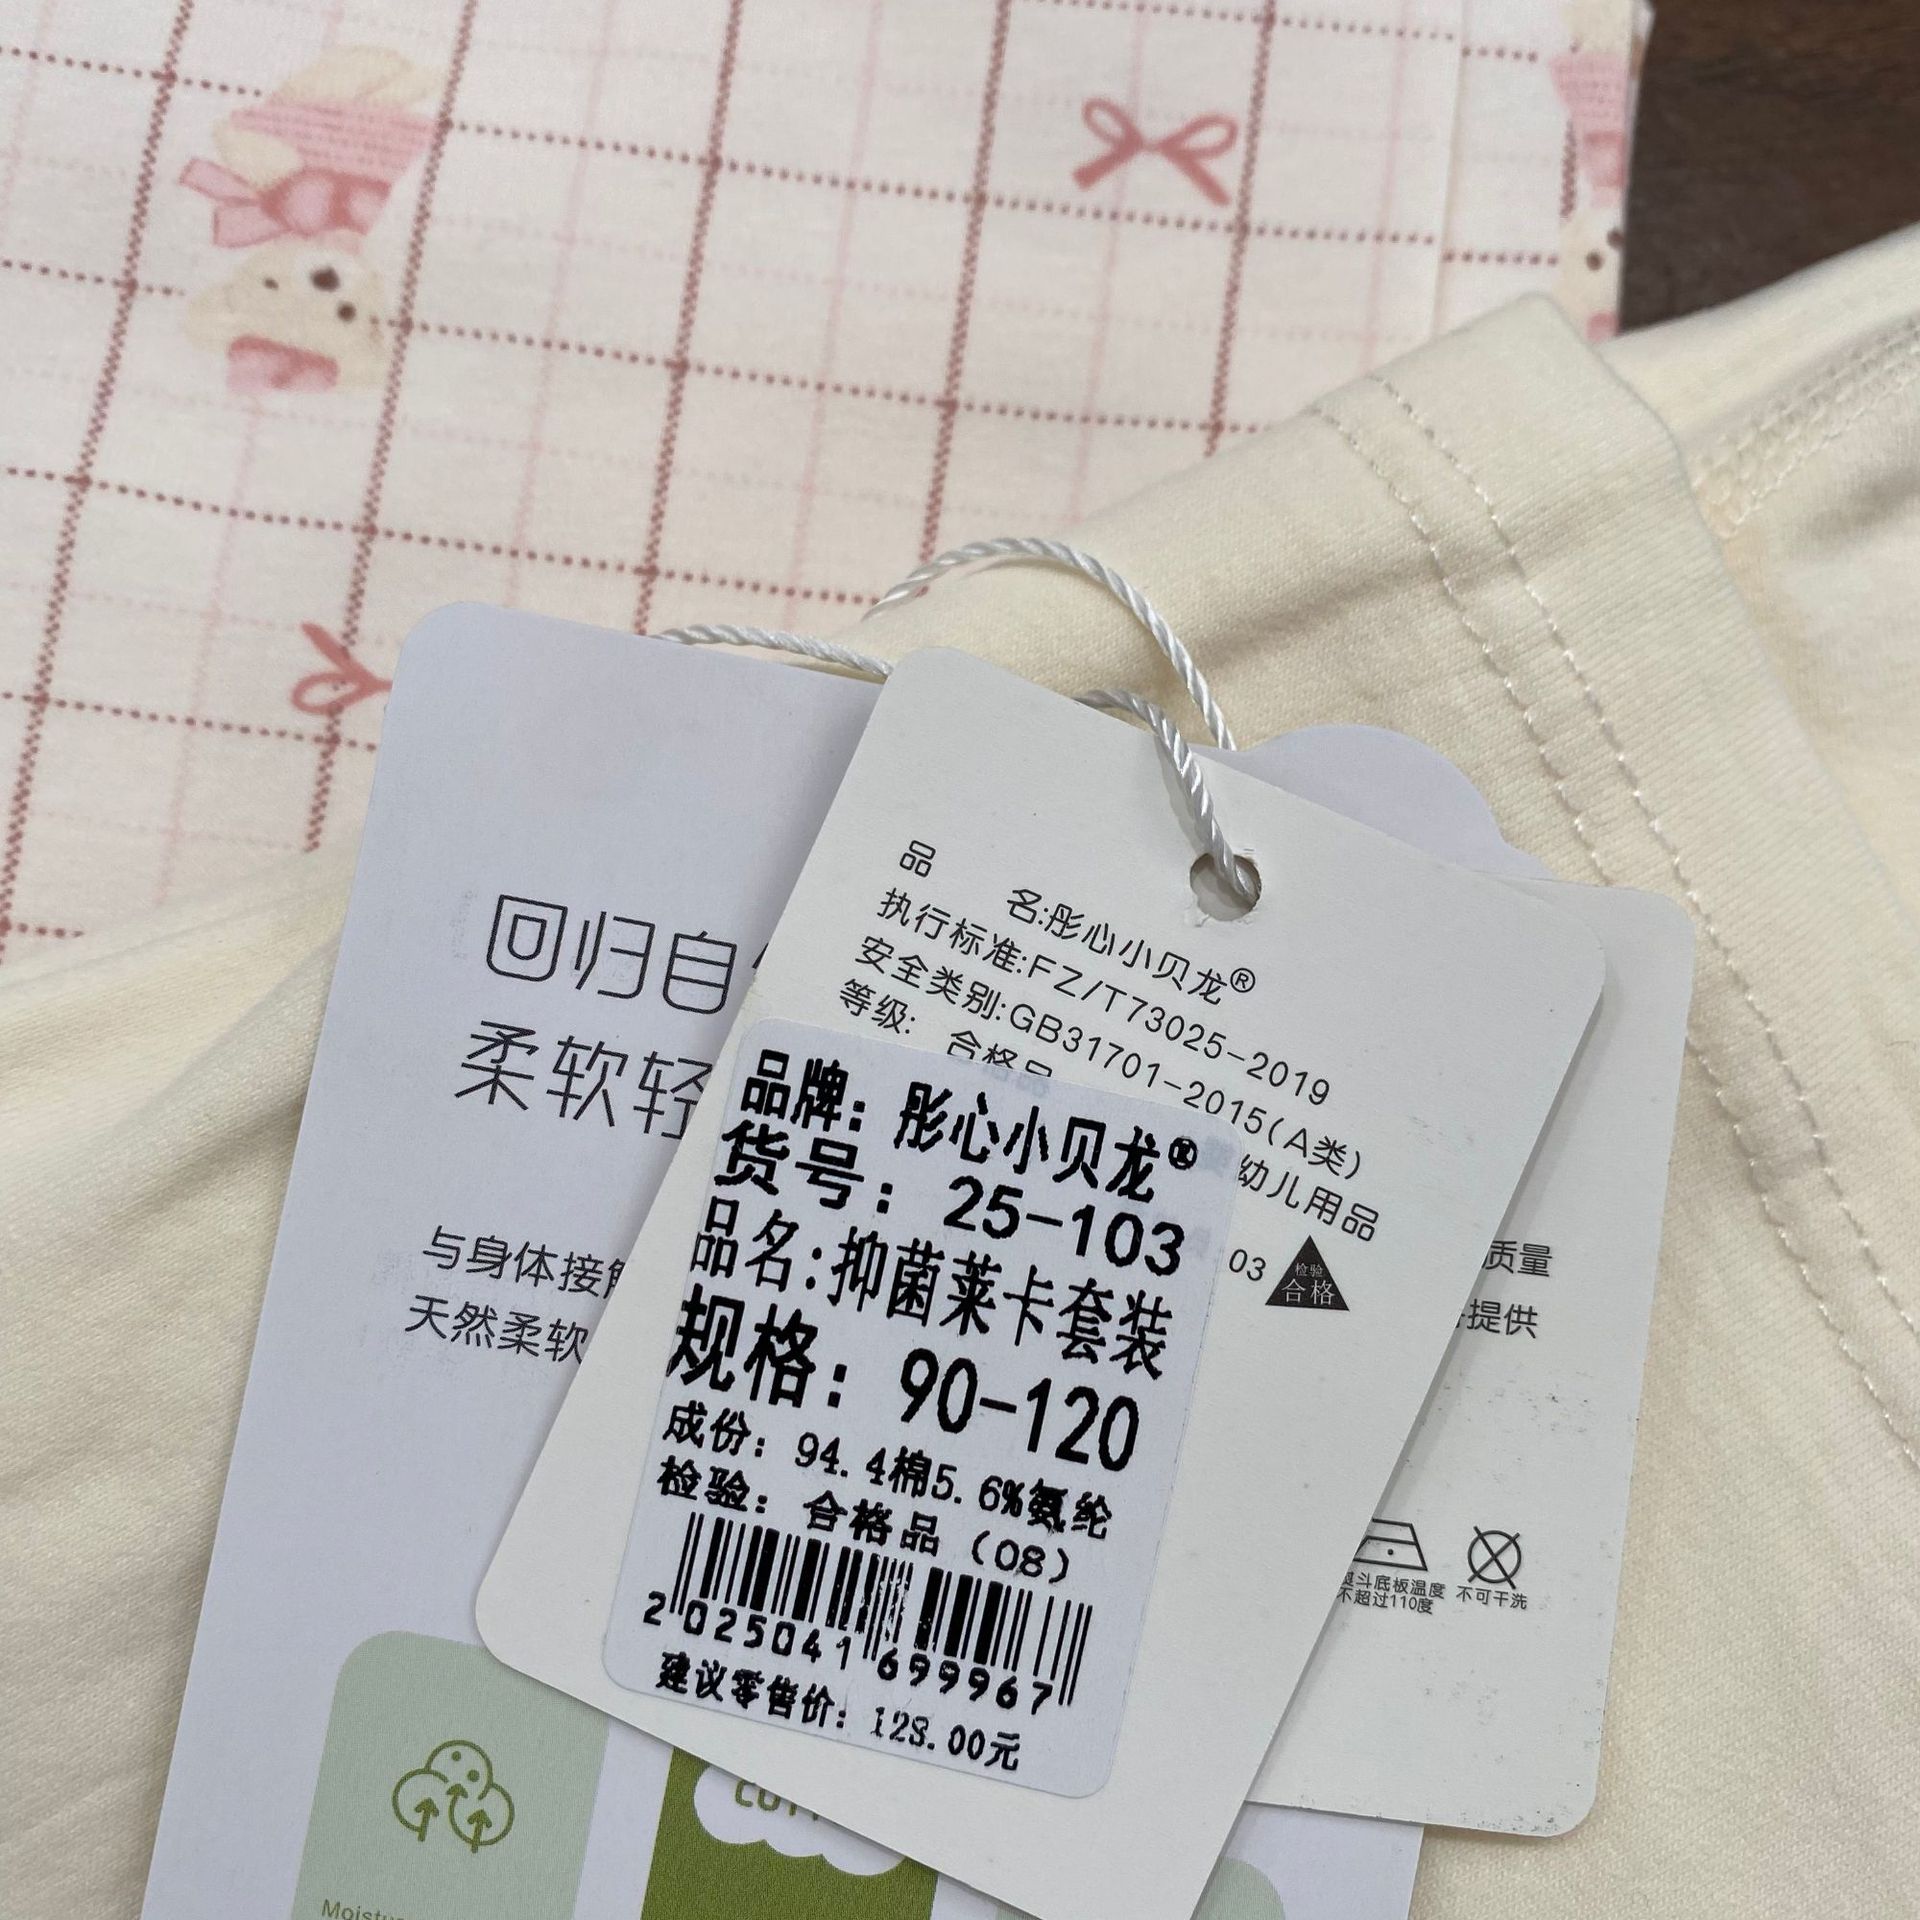 回归自
柔软轻
与身体接触
天然柔软
品 名:彤心小贝龙®
执行标准:FZ/T73025-2019
安全类别:GB31701-2015(A类)
等级: 合格品
幼儿用品
03
检验
合格
品牌: 彤心小贝龙®
货号: 25-103
品名:抑菌莱卡套装
规格: 90-120
成份: 94.4棉5.6%氨纶
检验: 合格品 (08)
2025041699967
建议零售价: 128.00元
质量
提供
熨斗底板温度
不超过110度
不可干洗